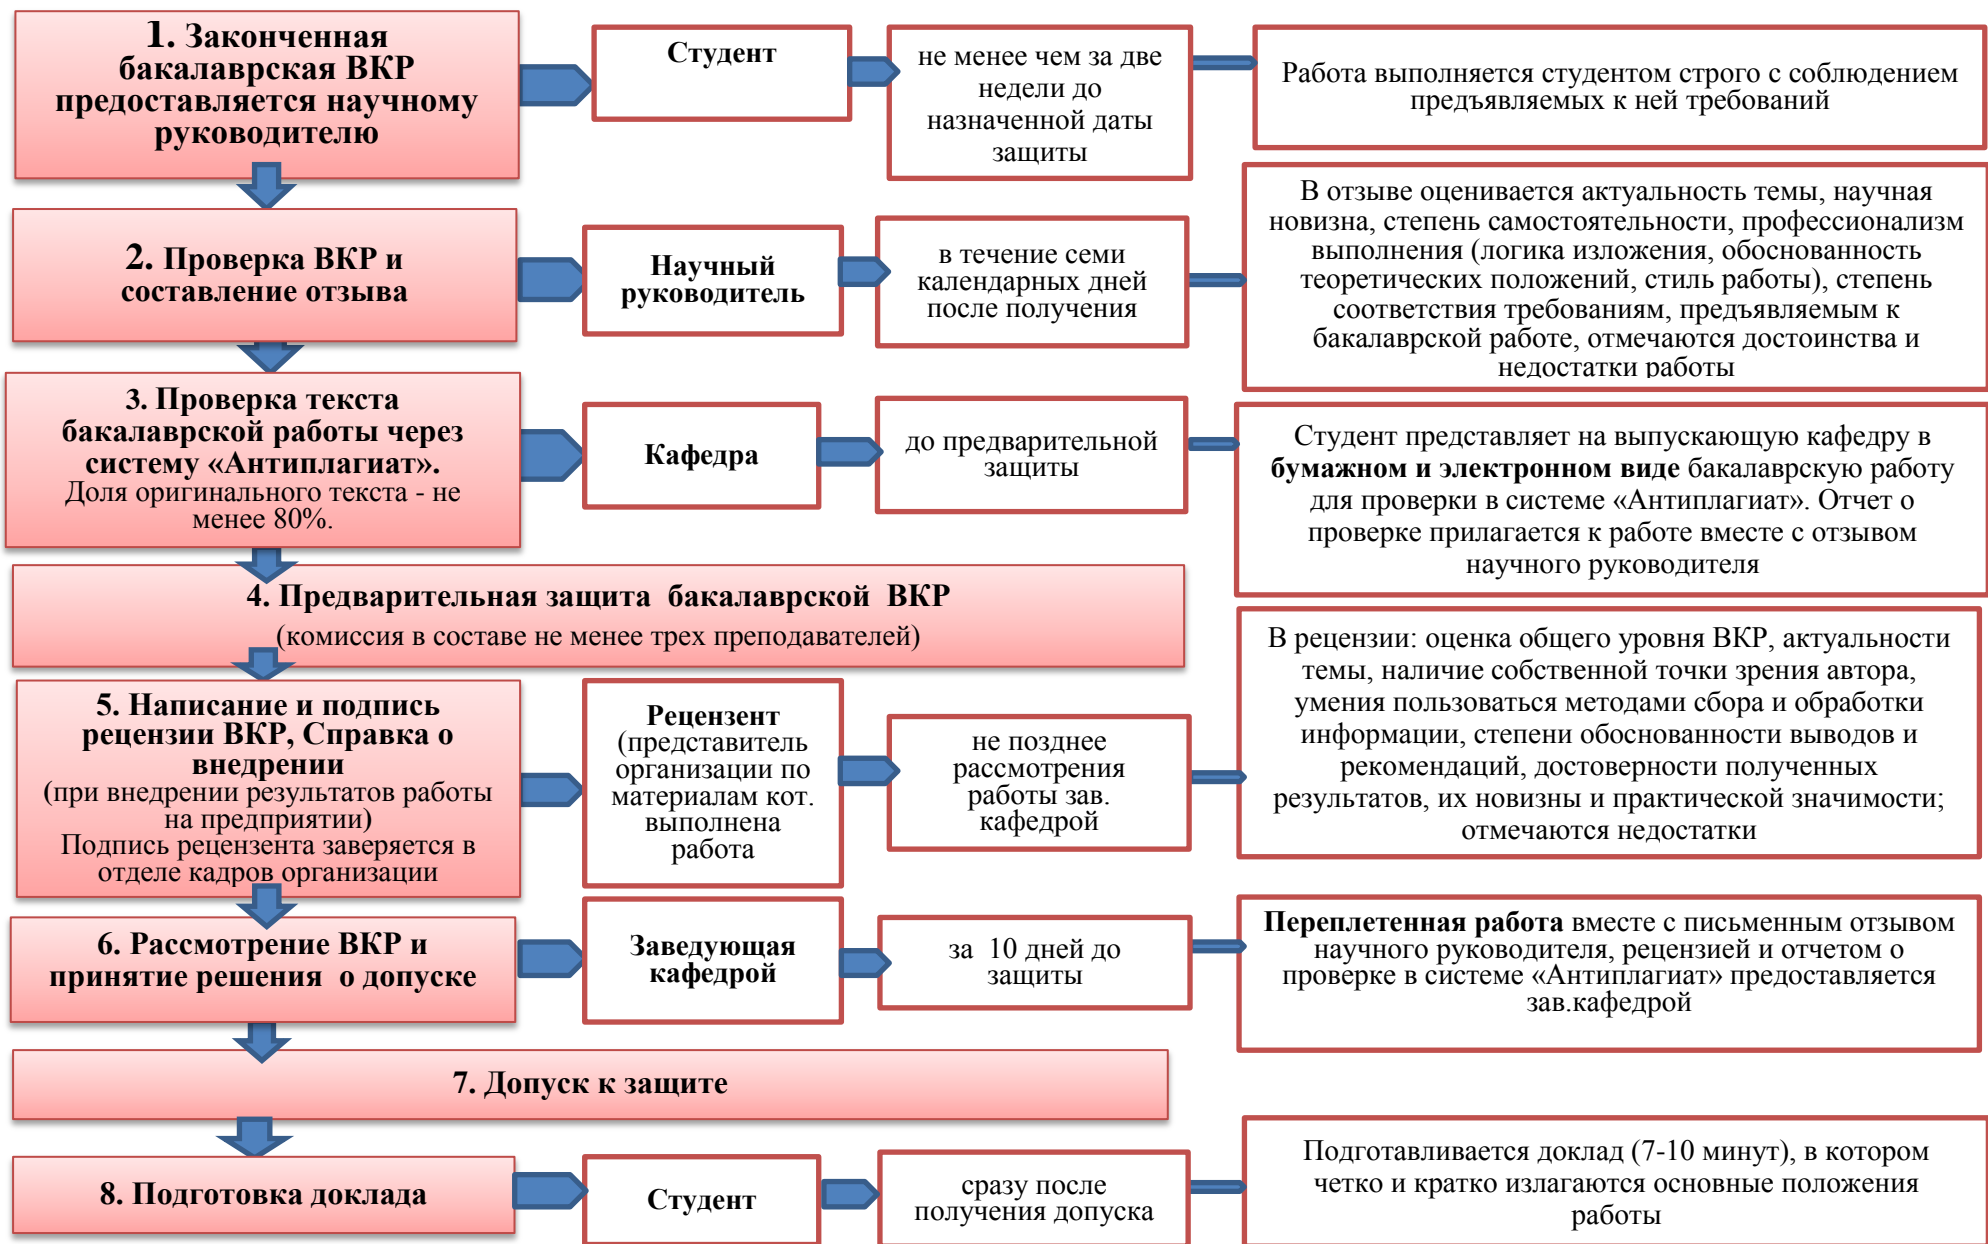 1. Законченная
бакалаврская ВКР
предоставляется научному
руководителю
Студент
не менее чем за две
недели до
назначенной даты
защиты
Работа выполняется студентом строго с соблюдением
предъявляемых к ней требований
2. Проверка ВКР и
составление отзыва
Научный
руководитель
в течение семи
календарных дней
после получения
В отзыве оценивается актуальность темы, научная
новизна, степень самостоятельности, профессионализм
выполнения (логика изложения, обоснованность
теоретических положений, стиль работы), степень
соответствия требованиям, предъявляемым к
бакалаврской работе, отмечаются достоинства и
недостатки работы
3. Проверка текста
бакалаврской работы через
систему «Антиплагиат».
Доля оригинального текста - не
менее 80%.
Кафедра
до предварительной
защиты
Студент представляет на выпускающую кафедру в
бумажном и электронном виде бакалаврскую работу
для проверки в системе «Антиплагиат». Отчет о
проверке прилагается к работе вместе с отзывом
научного руководителя
4. Предварительная защита бакалаврской ВКР
(комиссия в составе не менее трех преподавателей)
5. Написание и подпись
рецензии ВКР, Справка о
внедрении
(при внедрении результатов работы
на предприятии)
Подпись рецензента заверяется в
отделе кадров организации
Рецензент
(представитель
организации по
материалам кот.
выполнена
работа
не позднее
рассмотрения
работы зав.
кафедрой
В рецензии: оценка общего уровня ВКР, актуальности
темы, наличие собственной точки зрения автора,
умения пользоваться методами сбора и обработки
информации, степени обоснованности выводов и
рекомендаций, достоверности полученных
результатов, их новизны и практической значимости;
отмечаются недостатки
6. Рассмотрение ВКР и
принятие решения о допуске
Заведующая
кафедрой
за 10 дней до
защиты
Переплетенная работа вместе с письменным отзывом
научного руководителя, рецензией и отчетом о
проверке в системе «Антиплагиат» предоставляется
зав.кафедрой
7. Допуск к защите
8. Подготовка доклада
Студент
сразу после
получения допуска
Подготавливается доклад (7-10 минут), в котором
четко и кратко излагаются основные положения
работы